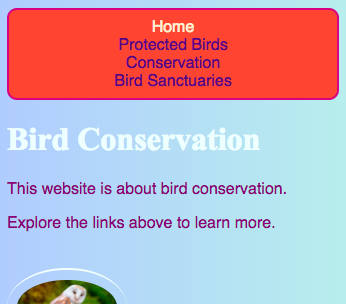 Home
Protected Birds
Conservation
Bird Sanctuaries
Bird Conservation
This website is about bird conservation.
Explore the links above to learn more.